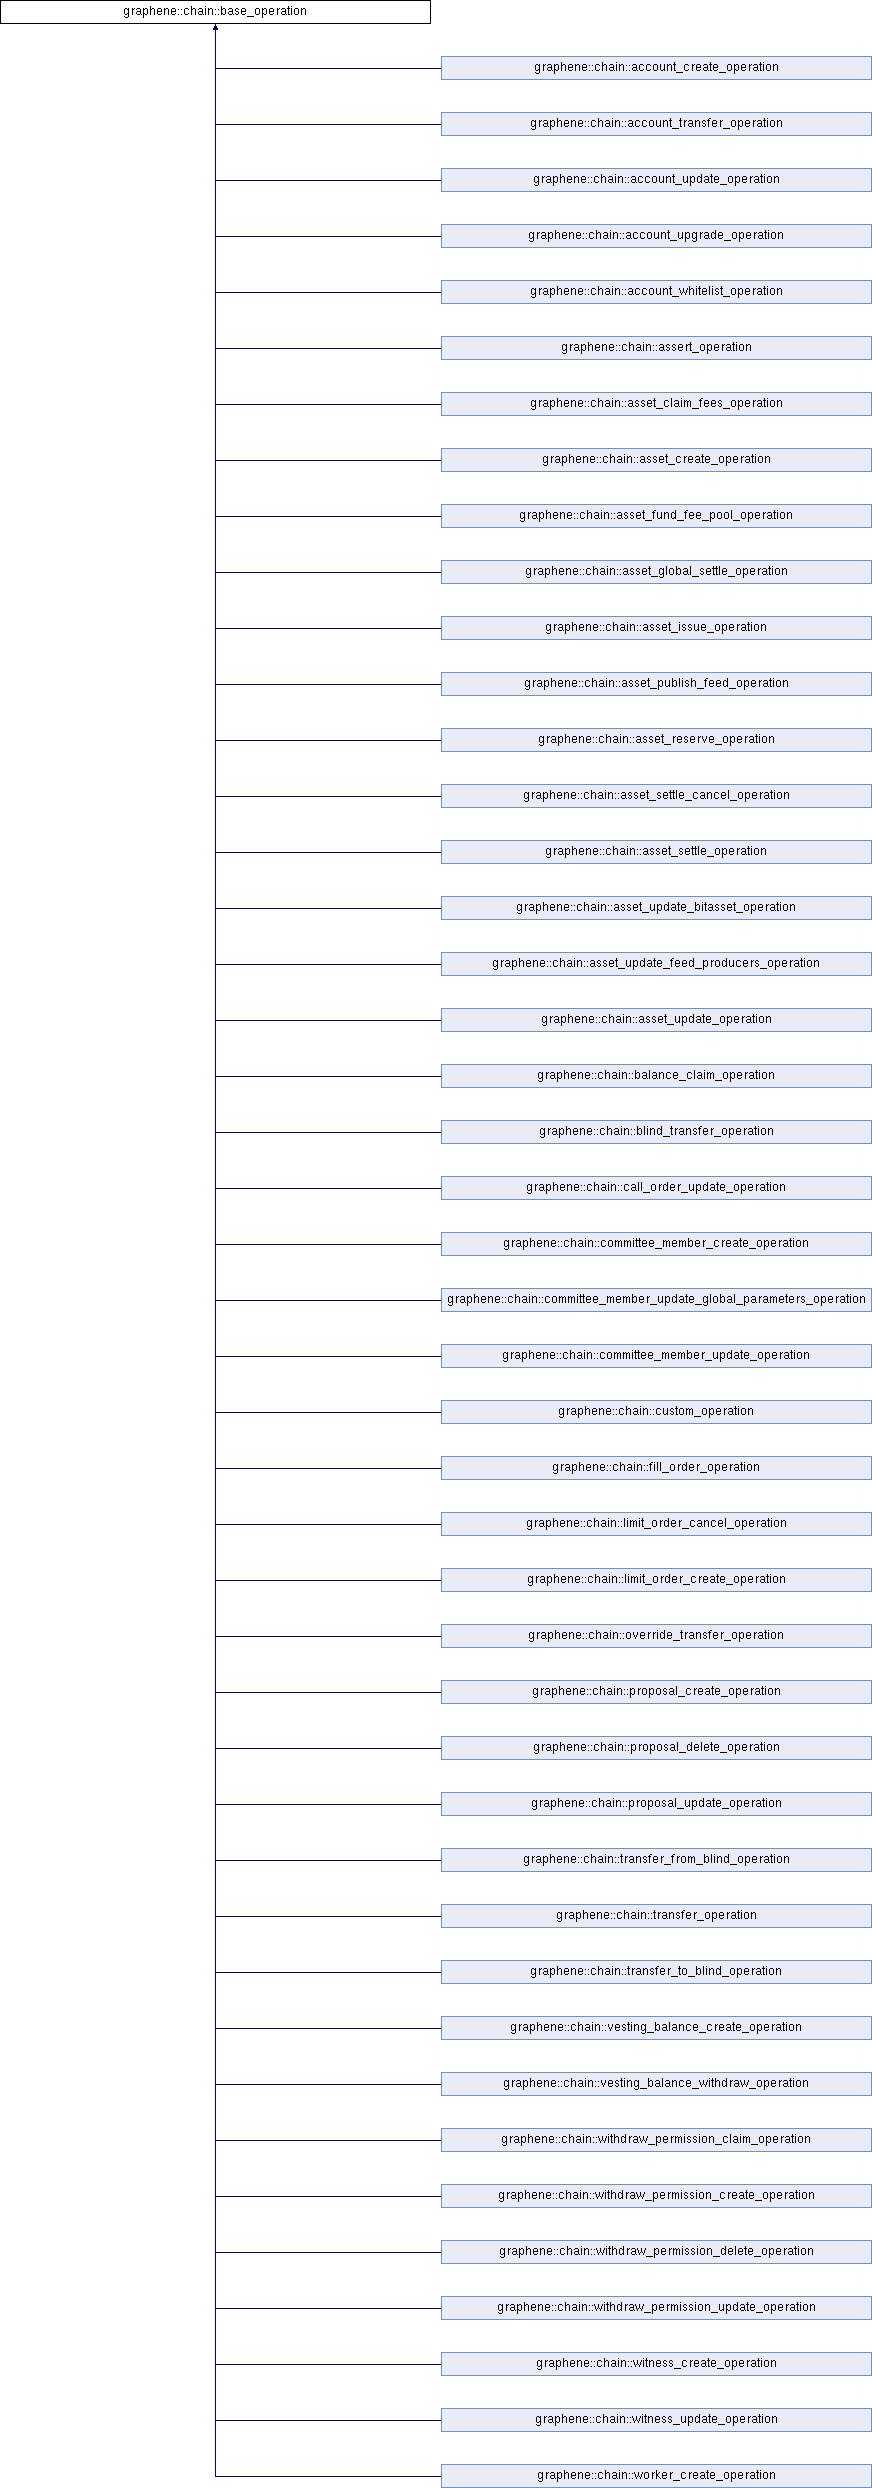 graphene::chain::base_operation
graphene::chain::account_create_operation
graphene::chain::account_transfer_operation
graphene::chain::account_update_operation
graphene::chain::account_upgrade_operation
graphene::chain::account_whitelist_operation
graphene::chain::assert_operation
graphene::chain::asset_claim_fees_operation
graphene::chain::asset_create_operation
graphene::chain::asset_fund_fee_pool_operation
graphene::chain::asset_global_settle_operation
graphene::chain::asset_issue_operation
graphene::chain::asset_publish_feed_operation
graphene::chain::asset_reserve_operation
graphene::chain::asset_settle_cancel_operation
graphene::chain::asset_settle_operation
graphene::chain::asset_update_bitasset_operation
graphene::chain::asset_update_feed_producers_operation
graphene::chain::asset_update_operation
graphene::chain::balance_claim_operation
graphene::chain::blind_transfer_operation
graphene::chain::call_order_update_operation
graphene::chain::committee_member_create_operation
graphene::chain::committee_member_update_global_parameters_operation
graphene::chain::committee_member_update_operation
graphene::chain::custom_operation
graphene::chain::fill_order_operation
graphene::chain::limit_order_cancel_operation
graphene::chain::limit_order_create_operation
graphene::chain::override_transfer_operation
graphene::chain::proposal_create_operation
graphene::chain::proposal_delete_operation
graphene::chain::proposal_update_operation
graphene::chain::transfer_from_blind_operation
graphene::chain::transfer_operation
graphene::chain::transfer_to_blind_operation
graphene::chain::vesting_balance_create_operation
graphene::chain::vesting_balance_withdraw_operation
graphene::chain::withdraw_permission_claim_operation
graphene::chain::withdraw_permission_create_operation
graphene::chain::withdraw_permission_delete_operation
graphene::chain::withdraw_permission_update_operation
graphene::chain::witness_create_operation
graphene::chain::witness_update_operation
graphene::chain::worker_create_operation